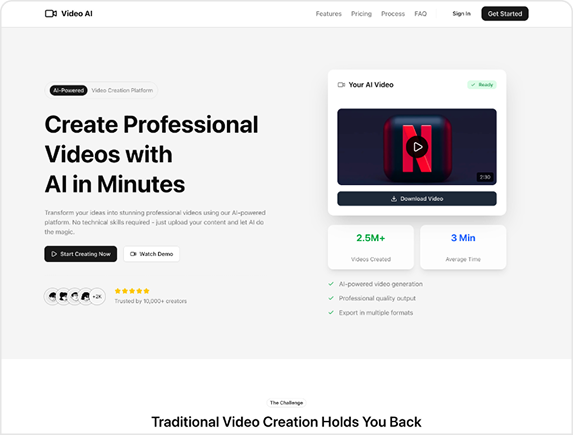 Video AI
Features Pricing Process FAQ Sign In Get Started
AI-Powered Video Creation Platform
Create Professional
Videos with
AI in Minutes
Transform your ideas into stunning professional videos using our AI-powered
platform. No technical skills required – just upload your content and let AI do
the magic.
Start Creating Now Watch Demo
+2K
Trusted by 10,000+ creators
Your AI Video Ready
N
2:30
Download Video
2.5M+
Videos Created
3 Min
Average Time
AI-powered video generation
Professional quality output
Export in multiple formats
The Challenge
Traditional Video Creation Holds You Back